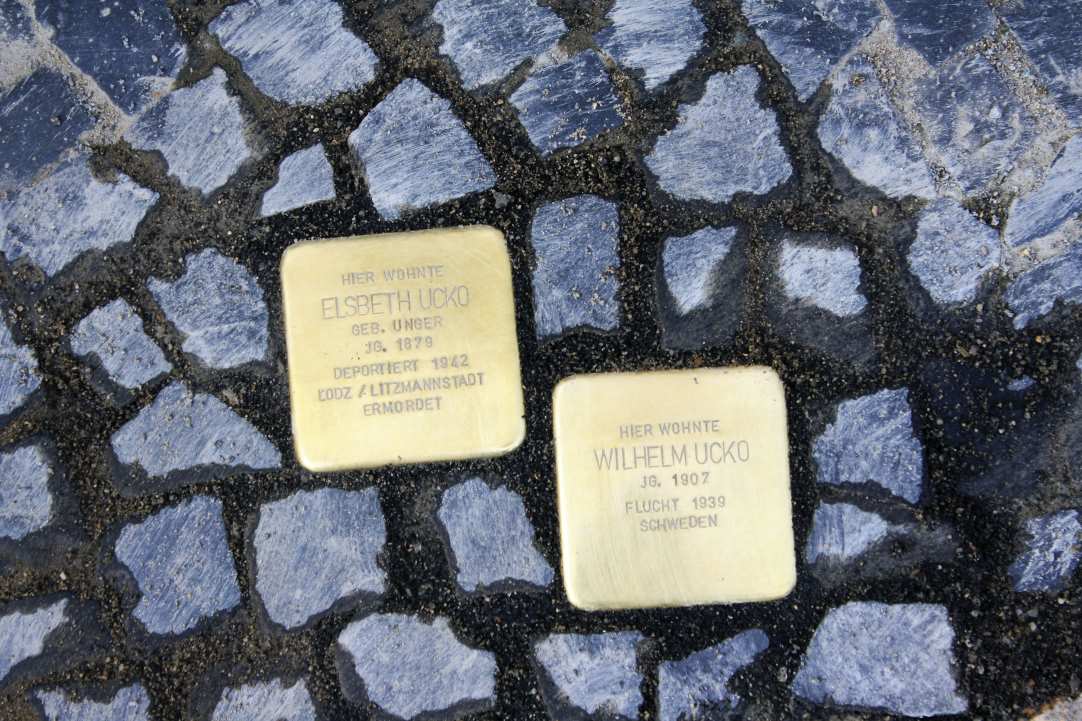 HIER WOHNTE
ELSBETH UCKO
GEB. UNGER
JG. 1879
DEPORTIERT 1942
ŁODZ / LITZMANNSTADT
ERMORDET
HIER WOHNTE
WILHELM UCKO
JG. 1907
FLUCHT 1939
SCHWEDEN